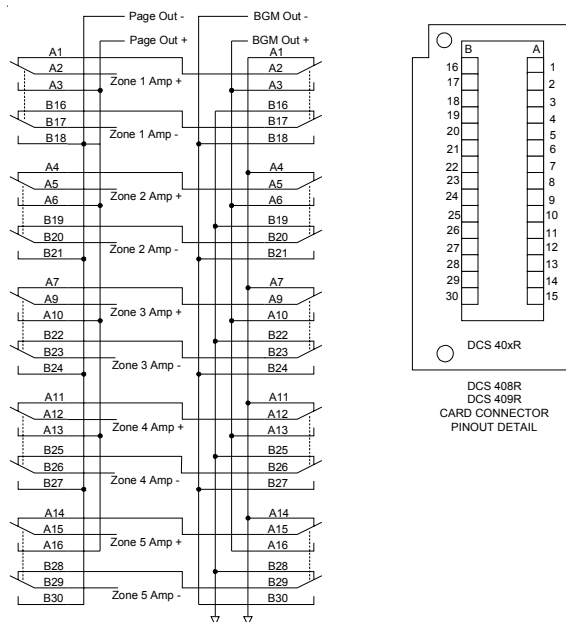 Page Out - BGM Out -
Page Out + BGM Out +
A1 A1
A2 A2
A3 Zone 1 Amp + A3
B16 B16
B17 B17
B18 Zone 1 Amp - B18
A4 A4
A5 A5
A6 Zone 2 Amp + A6
B19 B19
B20 B20
B21 Zone 2 Amp - B21
A7 A7
A9 A9
A10 Zone 3 Amp + A10
B22 B22
B23 B23
B24 Zone 3 Amp - B24
A11 A11
A12 A12
A13 Zone 4 Amp + A13
B25 B25
B26 B26
B27 Zone 4 Amp - B27
A14 A14
A15 A15
A16 Zone 5 Amp + A16
B28 B28
B29 B29
B30 Zone 5 Amp - B30
B A
16 1
17 2
18 3
19 4
20 5
21 6
22 7
23 8
24 9
25 10
26 11
27 12
28 13
29 14
30 15
DCS 40xR
DCS 408R
DCS 409R
CARD CONNECTOR
PINOUT DETAIL